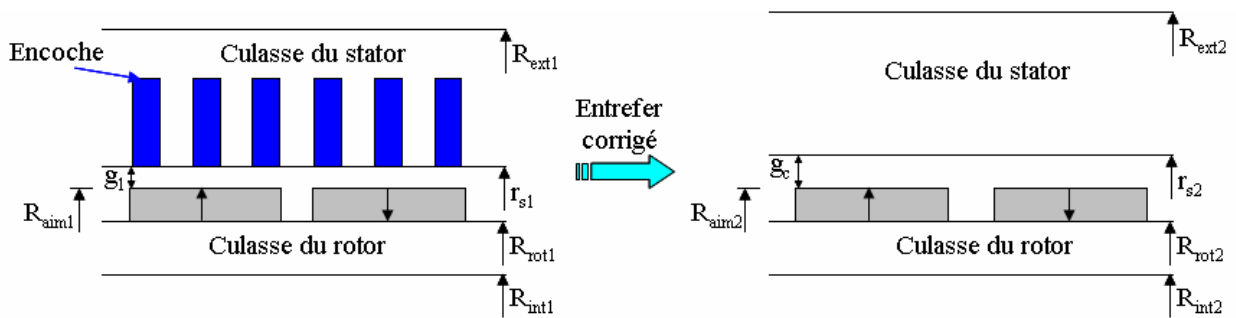 Encoche
Culasse du stator
R_ext1
g_1
R_aim1
r_s1
Culasse du rotor
R_rot1
R_int1
Entrefer
corrigé
R_ext2
Culasse du stator
g_c
R_aim2
r_s2
Culasse du rotor
R_rot2
R_int2